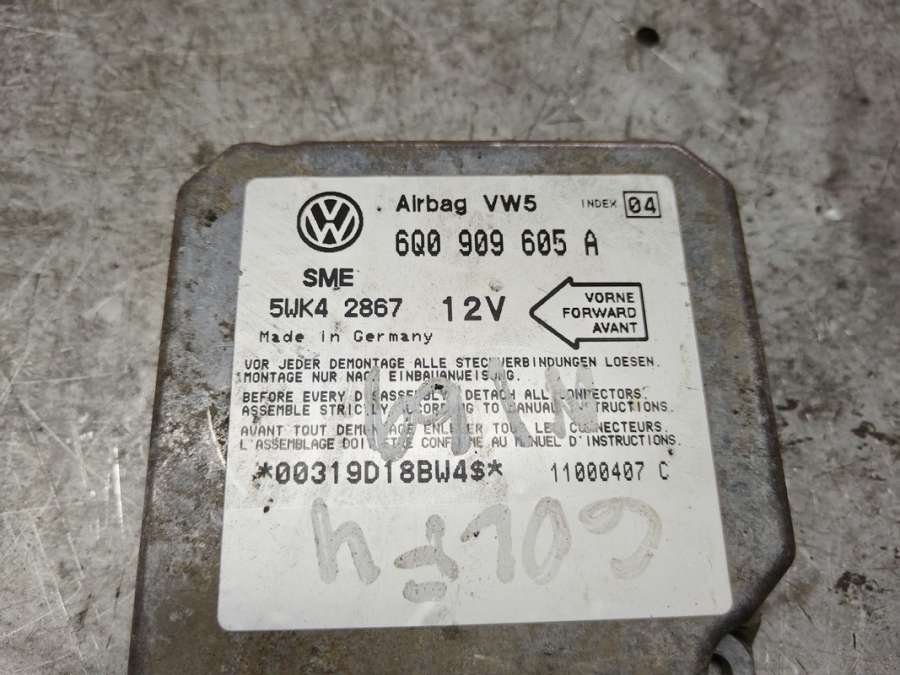 Airbag VW5 INDEX 04
6Q0 909 605 A
SME
5WK4 2867 12V
VORNE
FORWARD
AVANT
Made in Germany
VOR JEDER DEMONTAGE ALLE STECKVERBINDUNGEN LOESEN.
MONTAGE NUR NACH EINBAUANWEISUNG.
BEFORE EVERY DISASSEMBLY DETACH ALL CONNECTORS.
ASSEMBLE STRICTLY ACCORDING TO MANUAL INSTRUCTIONS.
AVANT TOUT DEMONTAGE ENLEVER TOUS LES CONNECTEURS.
L'ASSEMBLAGE DOIT ETRE CONFORME AU MANUEL D'INSTRUCTIONS.
*00319D18BW4$* 11000407 C
GOLF 4